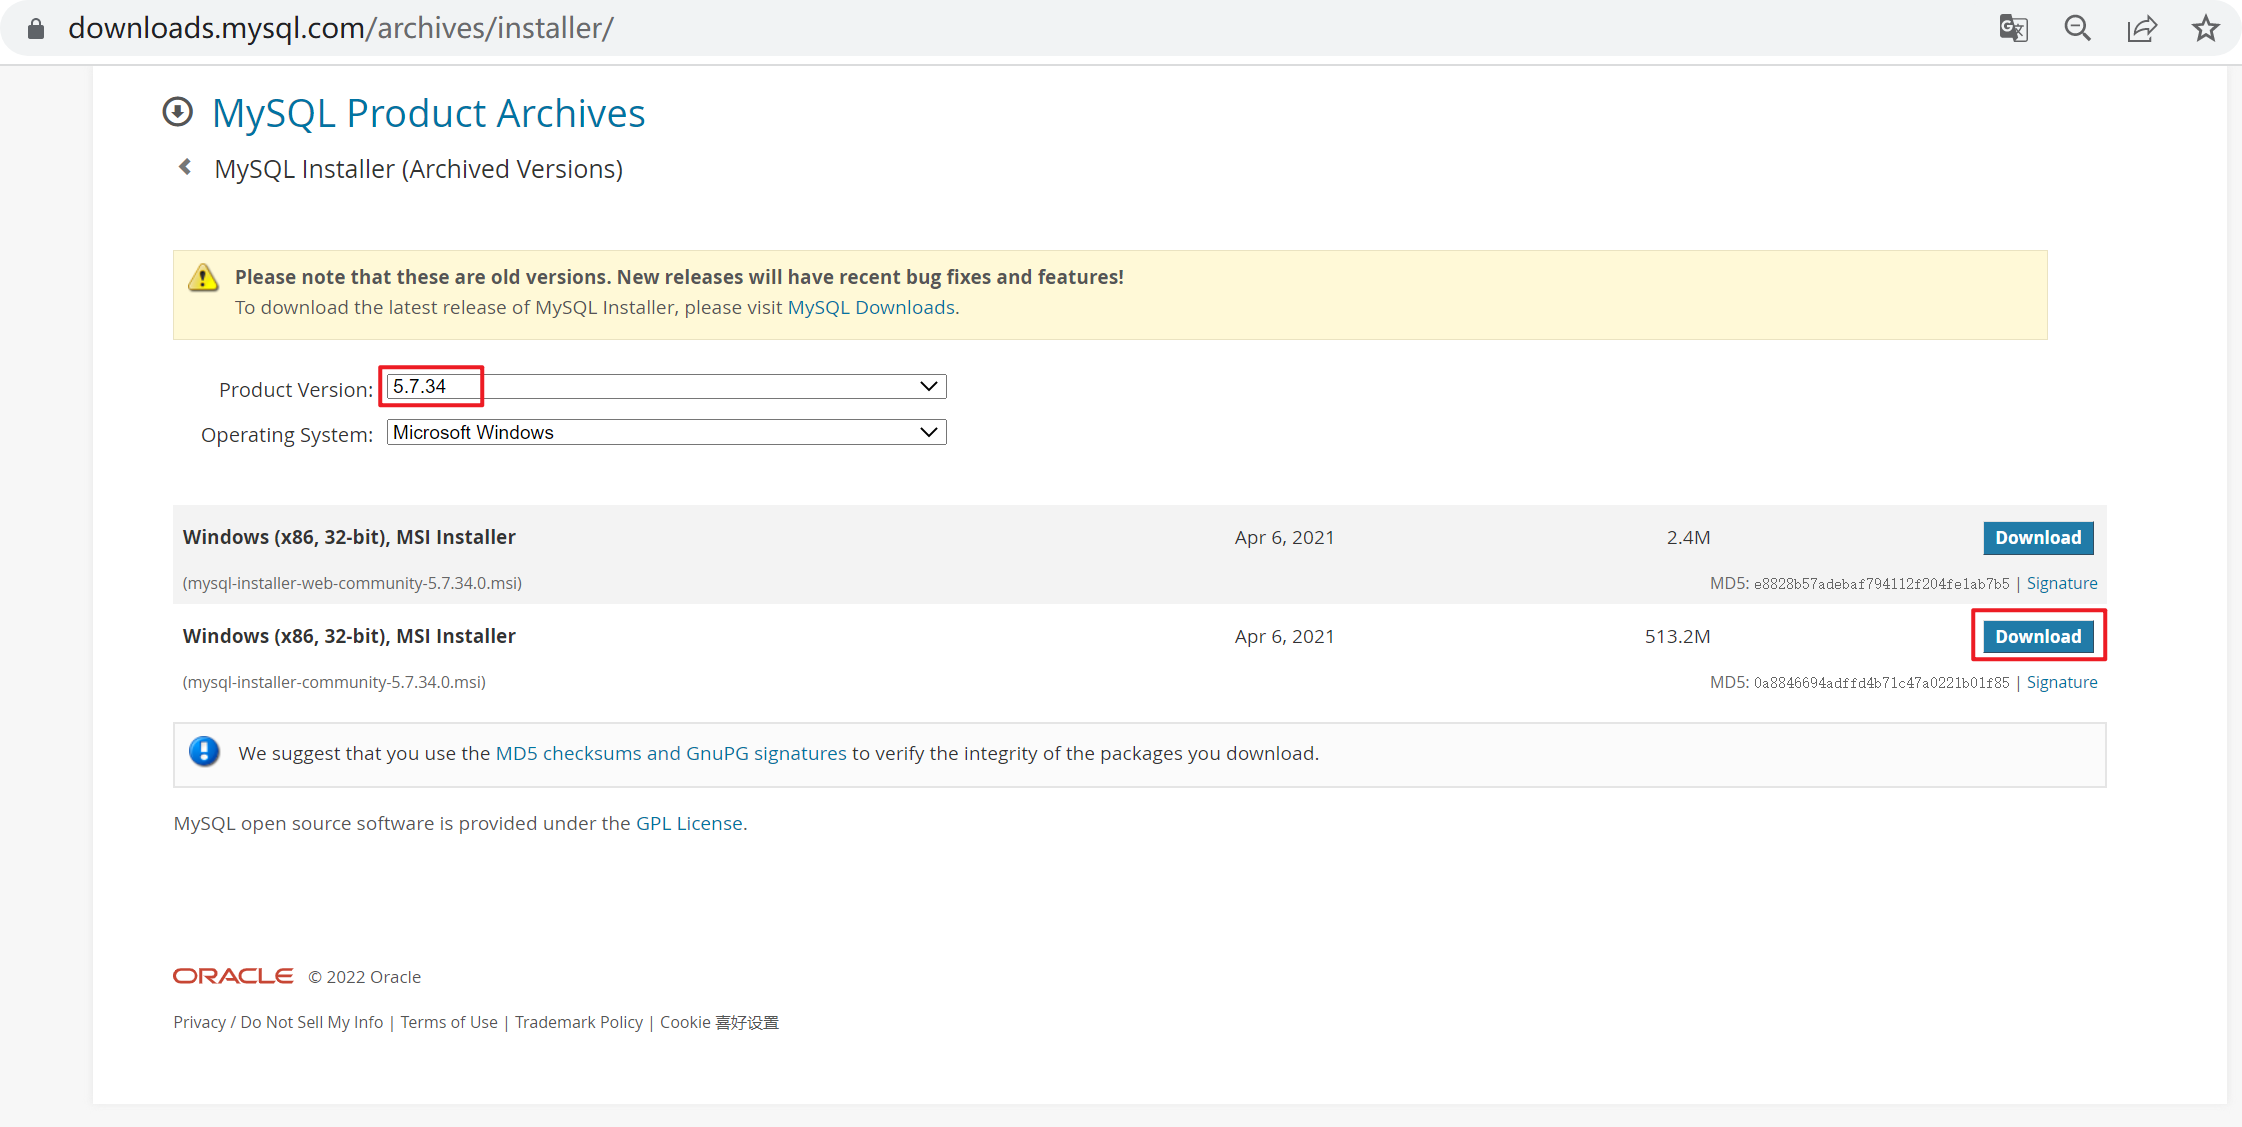 downloads.mysql.com/archives/installer/
MySQL Product Archives
MySQL Installer (Archived Versions)
Please note that these are old versions. New releases will have recent bug fixes and features!
To download the latest release of MySQL Installer, please visit MySQL Downloads.
Product Version: 5.7.34
Operating System: Microsoft Windows
Windows (x86, 32-bit), MSI Installer Apr 6, 2021 2.4M Download
(mysql-installer-web-community-5.7.34.0.msi) MD5: e8828b57adebaf794112f204fe1ab7b5 | Signature
Windows (x86, 32-bit), MSI Installer Apr 6, 2021 513.2M Download
(mysql-installer-community-5.7.34.0.msi) MD5: 0a8846694adffd4b71c47a0221b01f85 | Signature
We suggest that you use the MD5 checksums and GnuPG signatures to verify the integrity of the packages you download.
MySQL open source software is provided under the GPL License.
ORACLE © 2022 Oracle
Privacy / Do Not Sell My Info | Terms of Use | Trademark Policy | Cookie 喜好设置